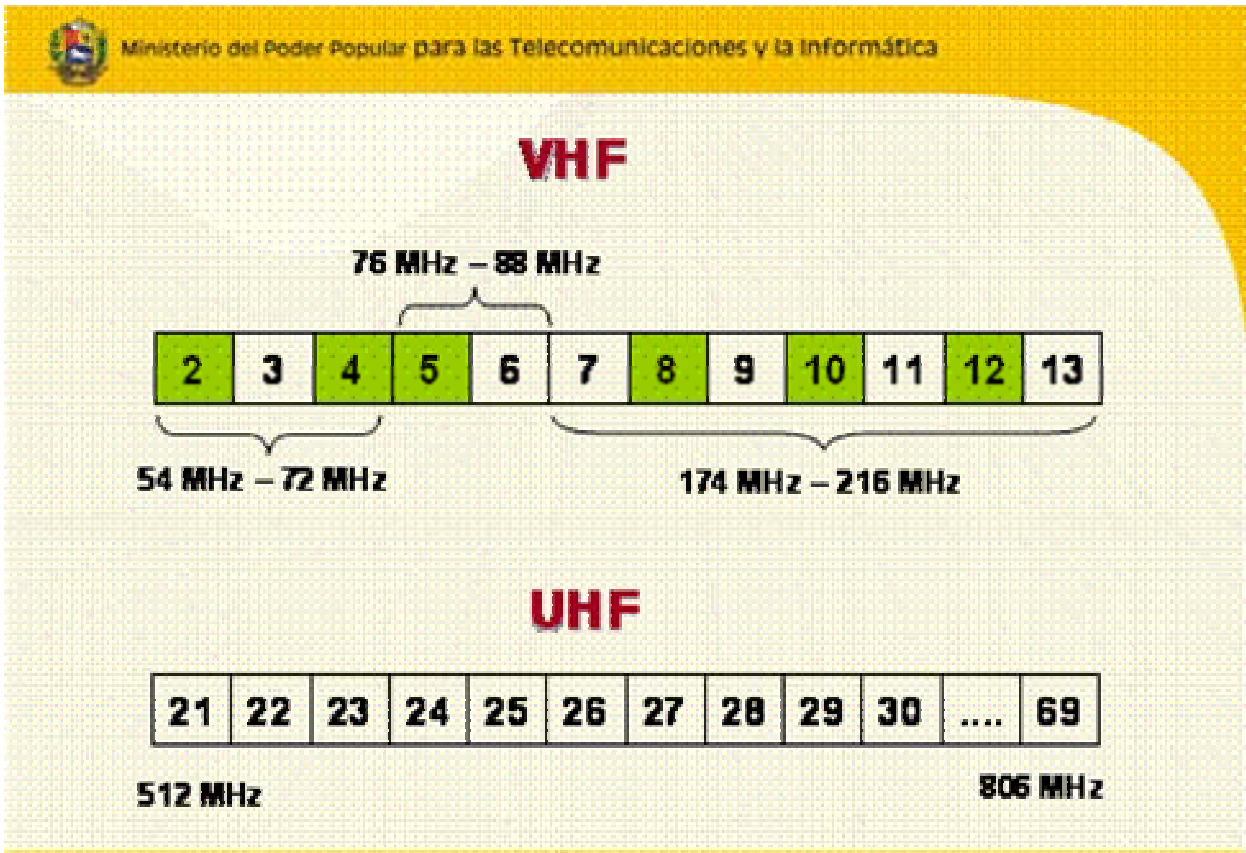 Ministerio del Poder Popular para las Telecomunicaciones y la Informática
VHF
76 MHz – 88 MHz
2 3 4 5 6 7 8 9 10 11 12 13
54 MHz – 72 MHz 174 MHz – 216 MHz
UHF
21 22 23 24 25 26 27 28 29 30 .... 69
512 MHz 806 MHz